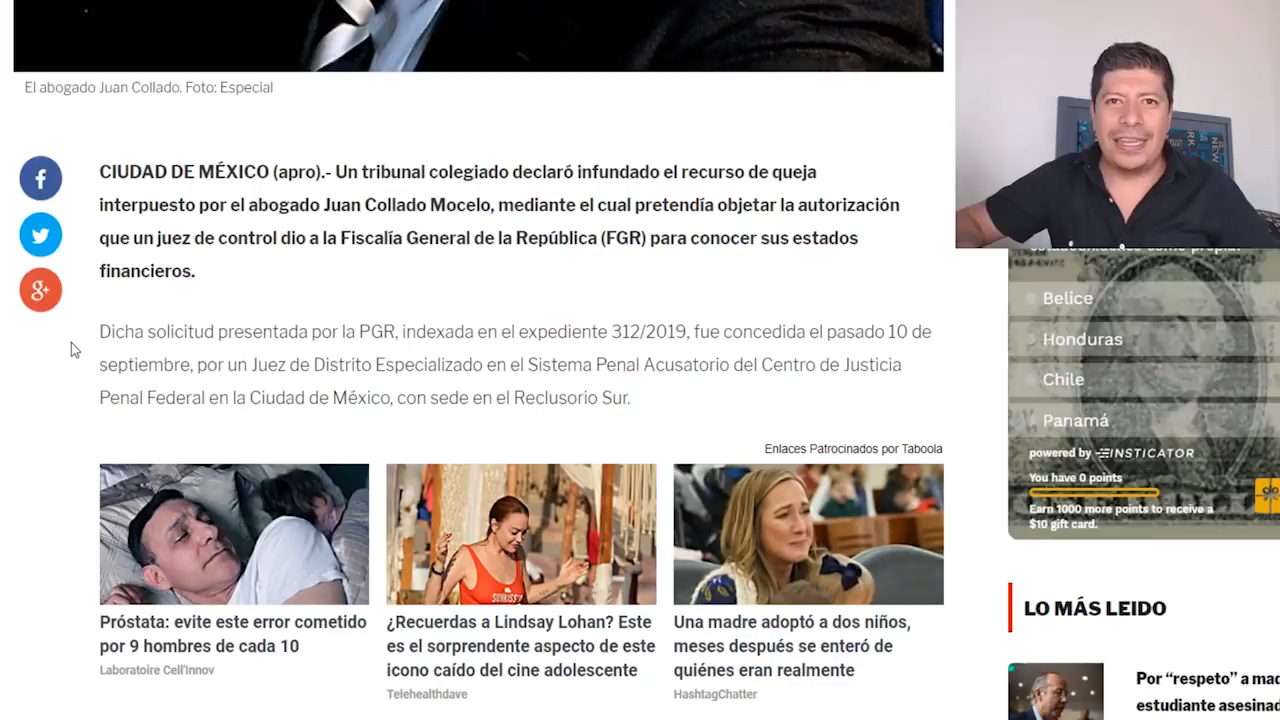 El abogado Juan Collado. Foto: Especial
CIUDAD DE MÉXICO (apro).- Un tribunal colegiado declaró infundado el recurso de queja
interpuesto por el abogado Juan Collado Mocelo, mediante el cual pretendía objetar la autorización
que un juez de control dio a la Fiscalía General de la República (FGR) para conocer sus estados
financieros.
Dicha solicitud presentada por la PGR, indexada en el expediente 312/2019, fue concedida el pasado 10 de
septiembre, por un Juez de Distrito Especializado en el Sistema Penal Acusatorio del Centro de Justicia
Penal Federal en la Ciudad de México, con sede en el Reclusorio Sur.
Enlaces Patrocinados por Taboola
Próstata: evite este error cometido
por 9 hombres de cada 10
Laboratoire Cell'Innov
SUNKISS'D
¿Recuerdas a Lindsay Lohan? Este
es el sorprendente aspecto de este
icono caído del cine adolescente
Telehealthdave
Una madre adoptó a dos niños,
meses después se enteró de
quiénes eran realmente
HashtagChatter
NEW
Belice
Honduras
Chile
Panamá
powered by INSTICATOR
You have 0 points
Earn 1000 more points to receive a
$10 gift card.
LO MÁS LEIDO
Por “respeto” a
estudiante